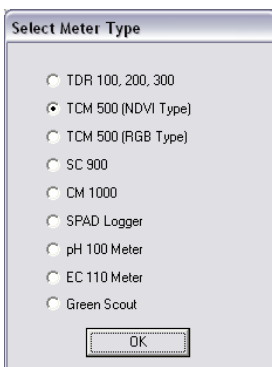 Select Meter Type
TDR 100, 200, 300
TCM 500 (NDVI Type)
TCM 500 (RGB Type)
SC 900
CM 1000
SPAD Logger
pH 100 Meter
EC 110 Meter
Green Scout
OK